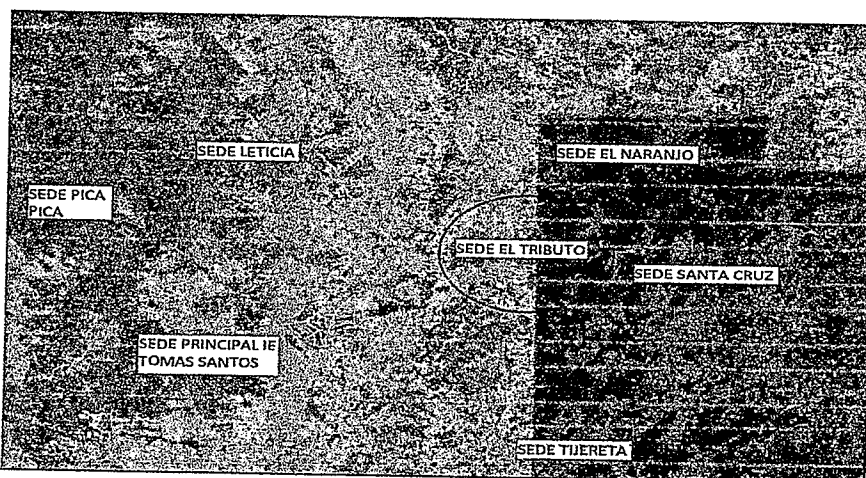 SEDE LETICIA
SEDE EL NARANJO
SEDE PICA
PICA
SEDE EL TRIBUTO
SEDE SANTA CRUZ
SEDE PRINCIPAL IE
TOMAS SANTOS
SEDE TIJERETA